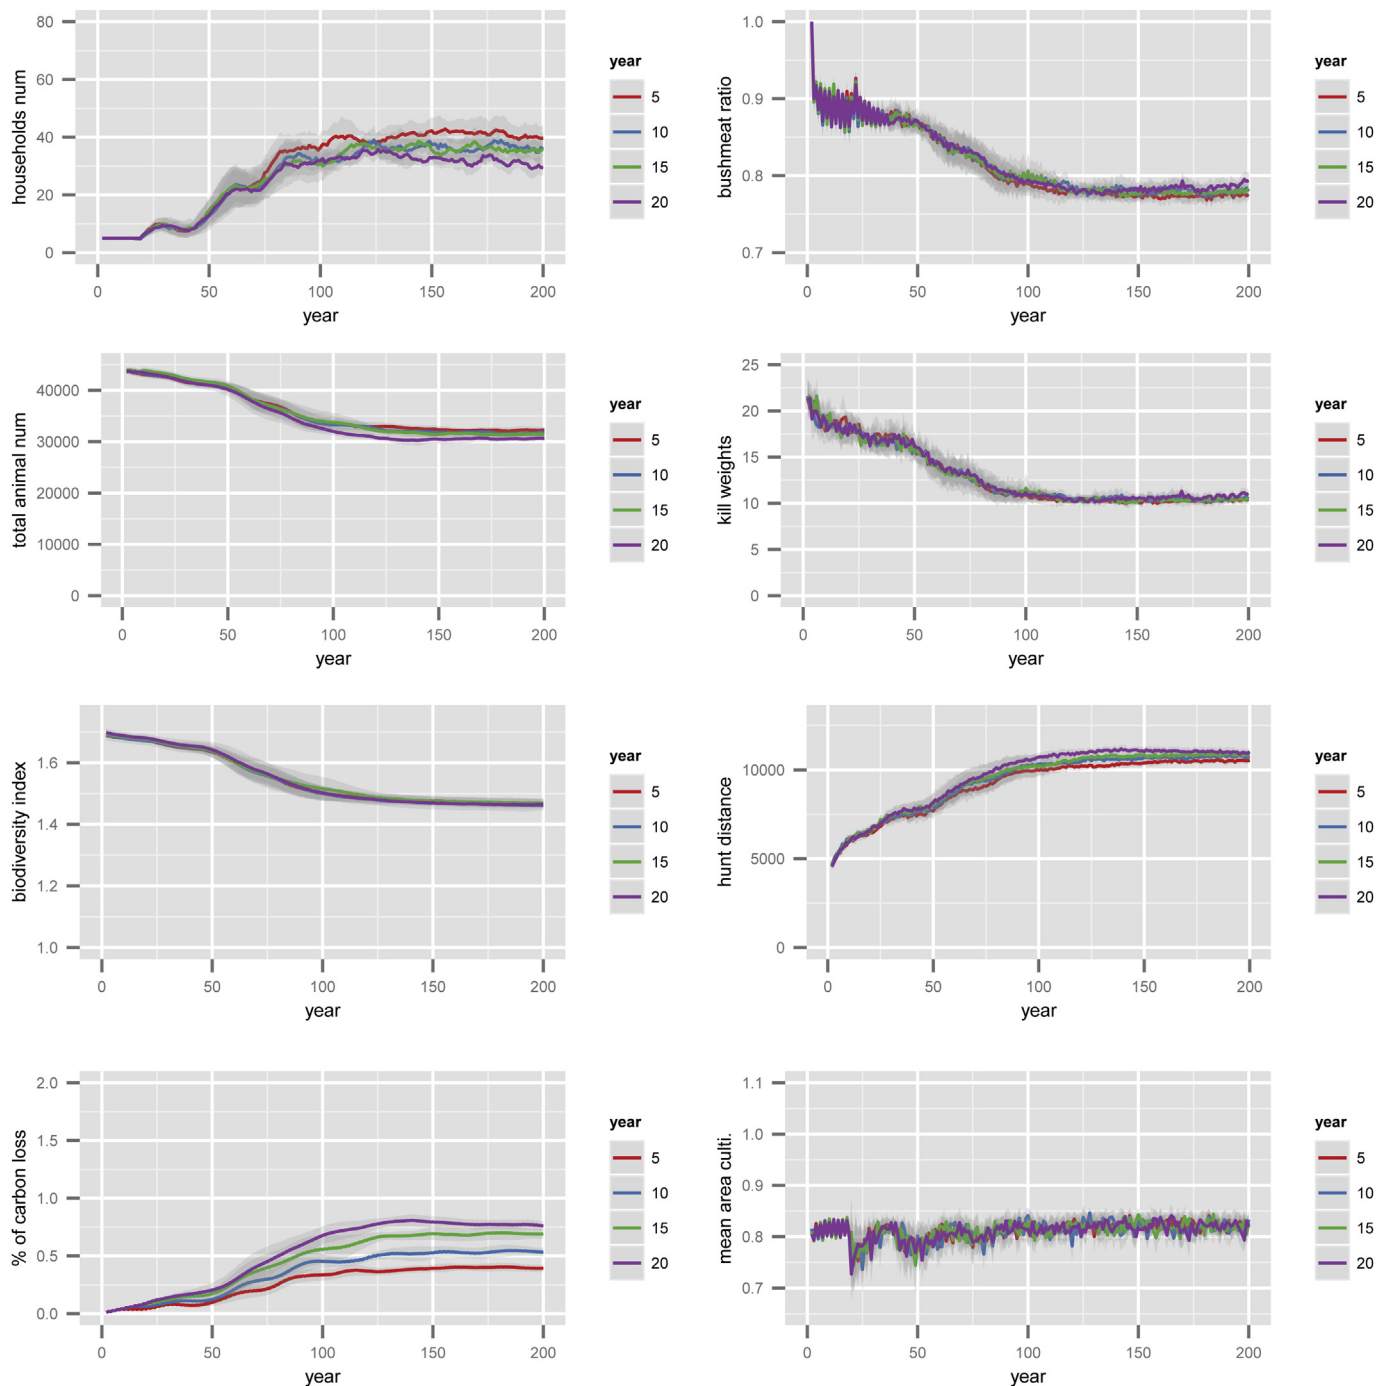 households num
80
60
40
20
0
0 50 100 150 200
year
year
5
10
15
20
bushmeat ratio
1.0
0.9
0.8
0.7
0 50 100 150 200
year
year
5
10
15
20
total animal num
40000
30000
20000
10000
0
0 50 100 150 200
year
year
5
10
15
20
kill weights
25
20
15
10
5
0
0 50 100 150 200
year
year
5
10
15
20
biodiversity index
1.6
1.4
1.2
1.0
0 50 100 150 200
year
year
5
10
15
20
hunt distance
10000
5000
0
0 50 100 150 200
year
year
5
10
15
20
% of carbon loss
2.0
1.5
1.0
0.5
0.0
0 50 100 150 200
year
year
5
10
15
20
mean area culti.
1.1
1.0
0.9
0.8
0.7
0 50 100 150 200
year
year
5
10
15
20